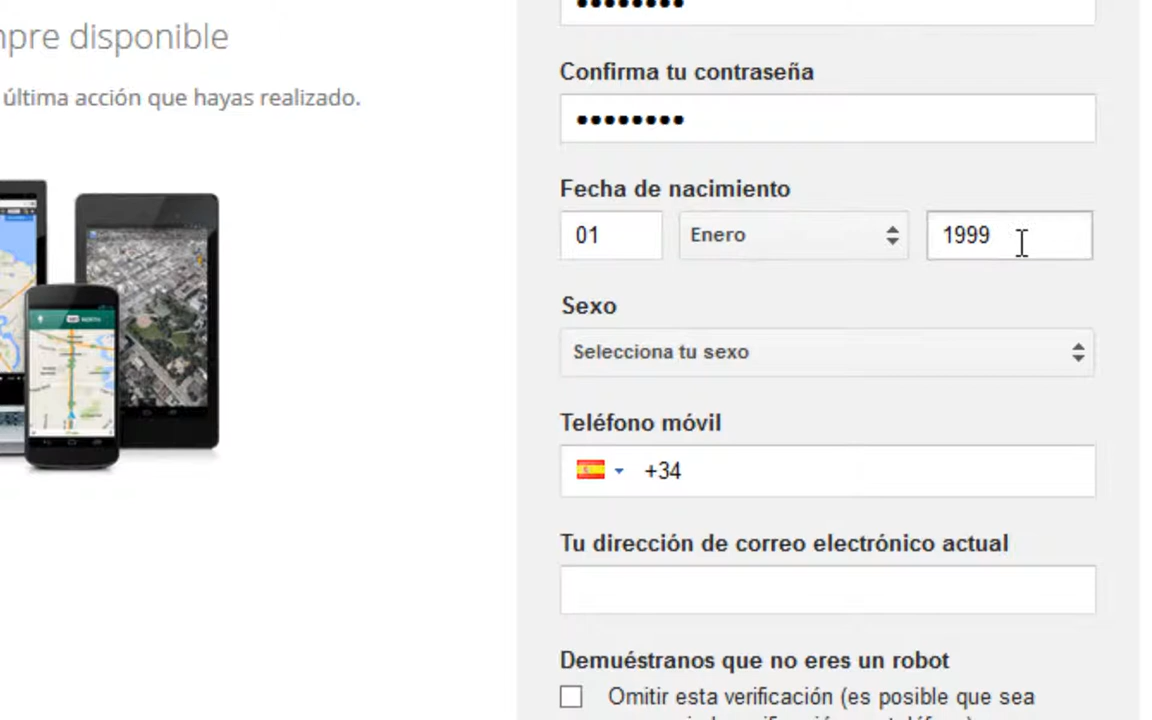 mpre disponible
última acción que hayas realizado.
••••••••
Confirma tu contraseña
••••••••
Fecha de nacimiento
01 Enero 1999
Sexo
Selecciona tu sexo
Teléfono móvil
+34
Tu dirección de correo electrónico actual
Demuéstranos que no eres un robot
Omitir esta verificación (es posible que sea